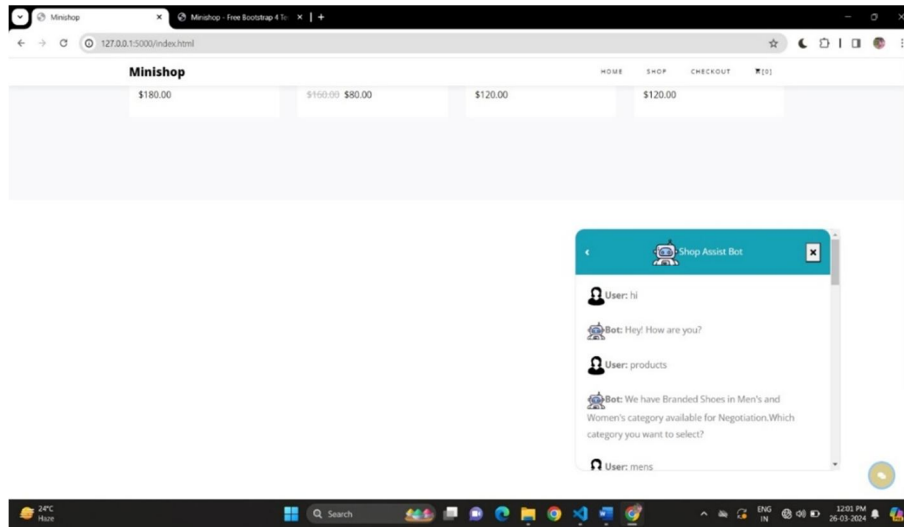 Minishop
Minishop - Free Bootstrap 4 Te
127.0.0.1:5000/index.html
Minishop
HOME SHOP CHECKOUT [0]
$180.00 $160.00 $80.00 $120.00 $120.00
Shop Assist Bot
User: hi
Bot: Hey! How are you?
User: products
Bot: We have Branded Shoes in Men's and
Women's category available for Negotiation.Which
category you want to select?
User: mens
24°C
Haze
Search
ENG
IN
12:01 PM
26-03-2024